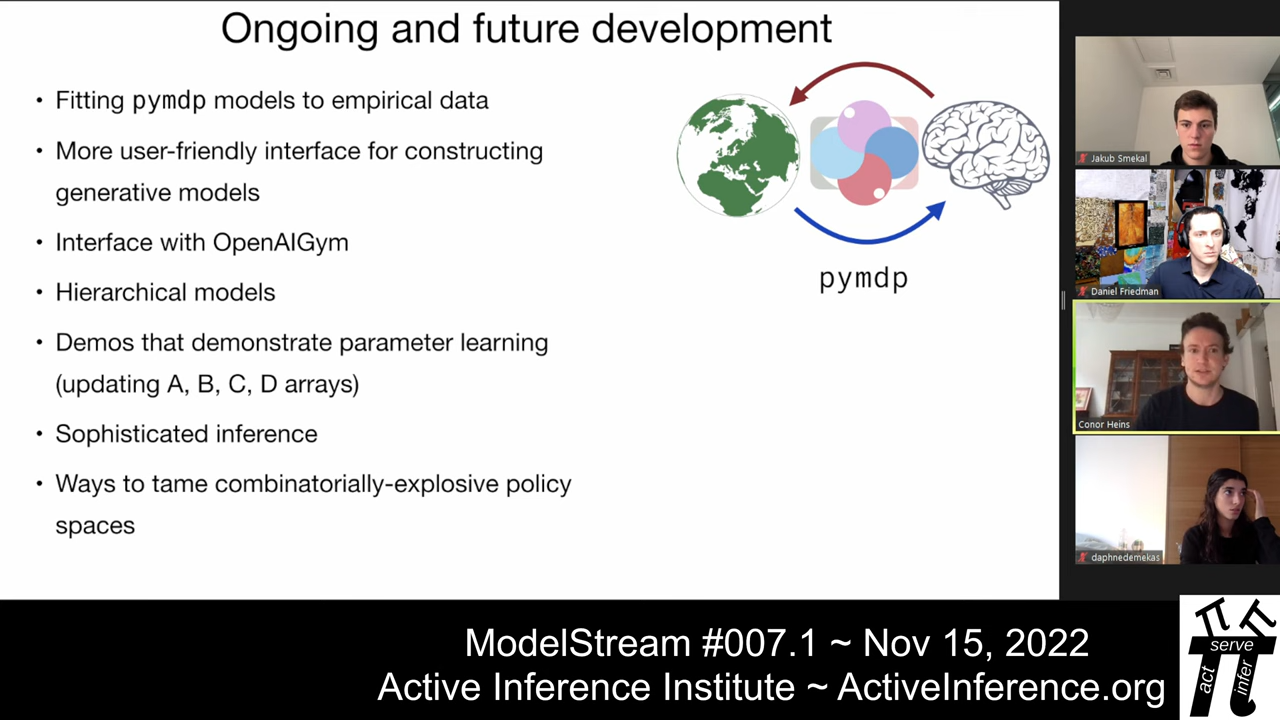 Ongoing and future development
• Fitting pymdp models to empirical data
• More user-friendly interface for constructing
generative models
• Interface with OpenAIGym
• Hierarchical models
• Demos that demonstrate parameter learning
(updating A, B, C, D arrays)
• Sophisticated inference
• Ways to tame combinatorially-explosive policy
spaces
pymdp
Jakub Smekal
Daniel Friedman
Conor Heins
daphnedemekas
ModelStream #007.1 ~ Nov 15, 2022
Active Inference Institute ~ ActiveInference.org
serve
act
infer